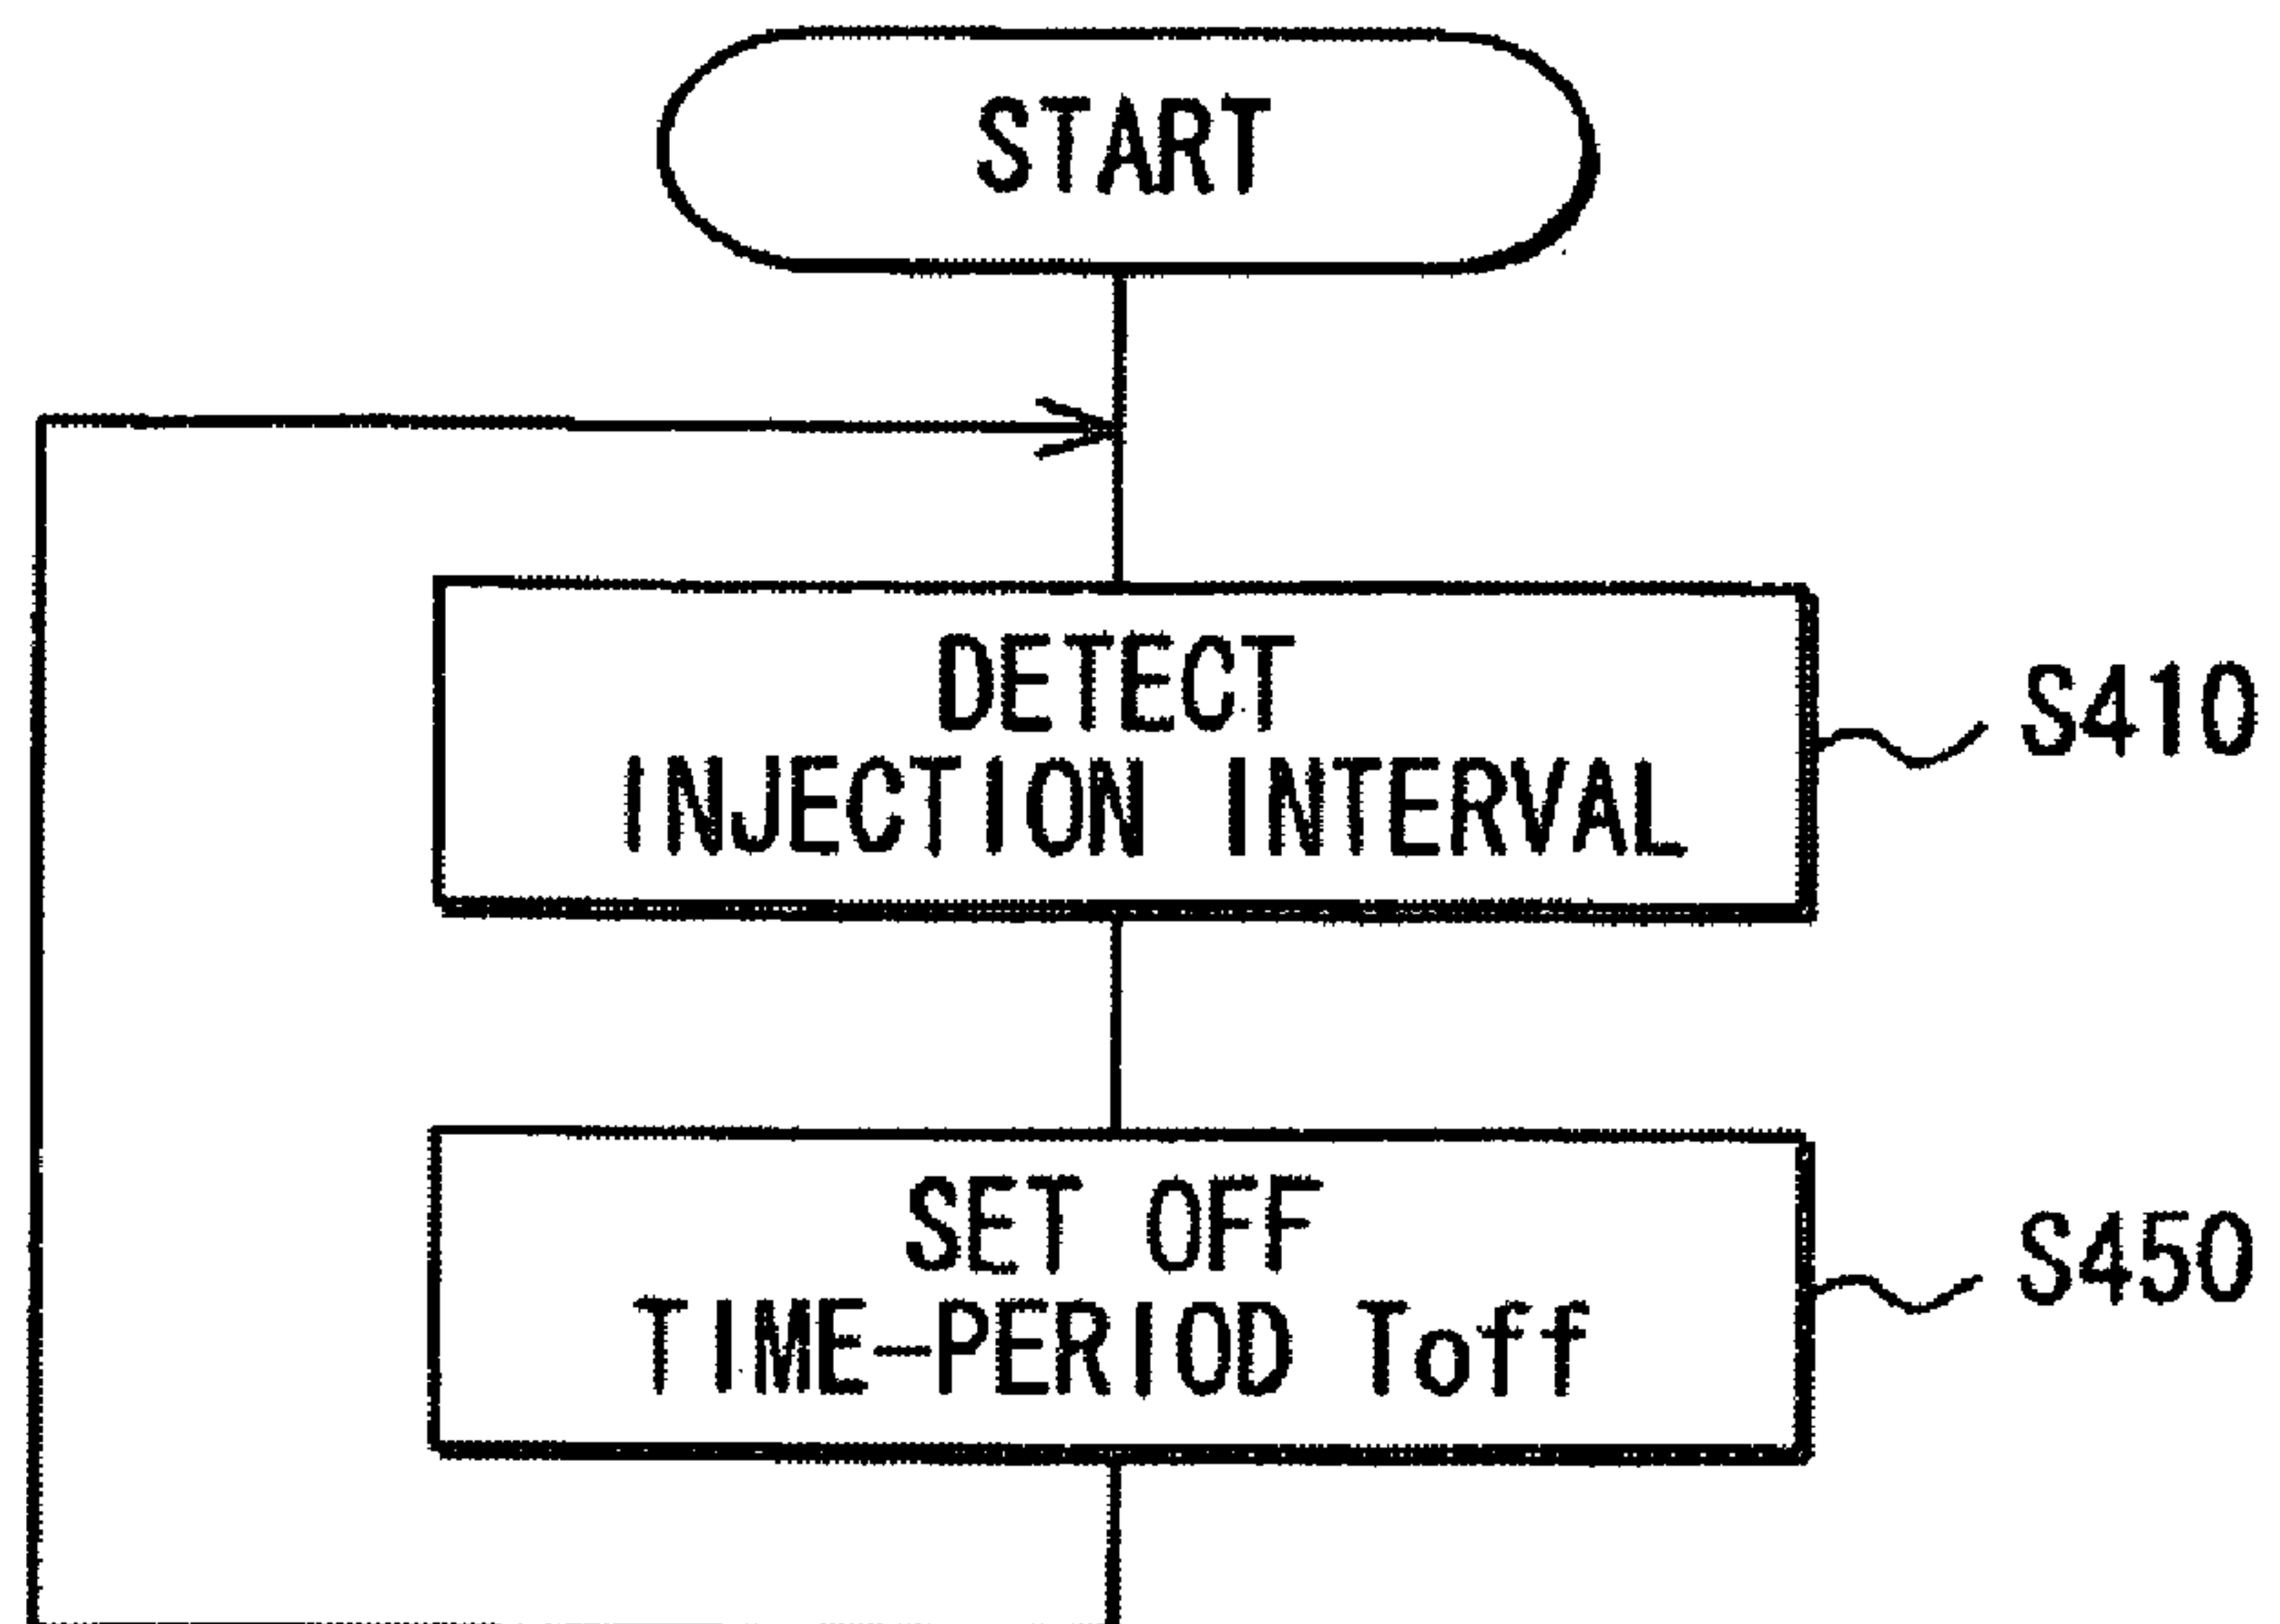 START
DETECT
INJECTION INTERVAL
S410
SET OFF
TIME-PERIOD Toff
S450